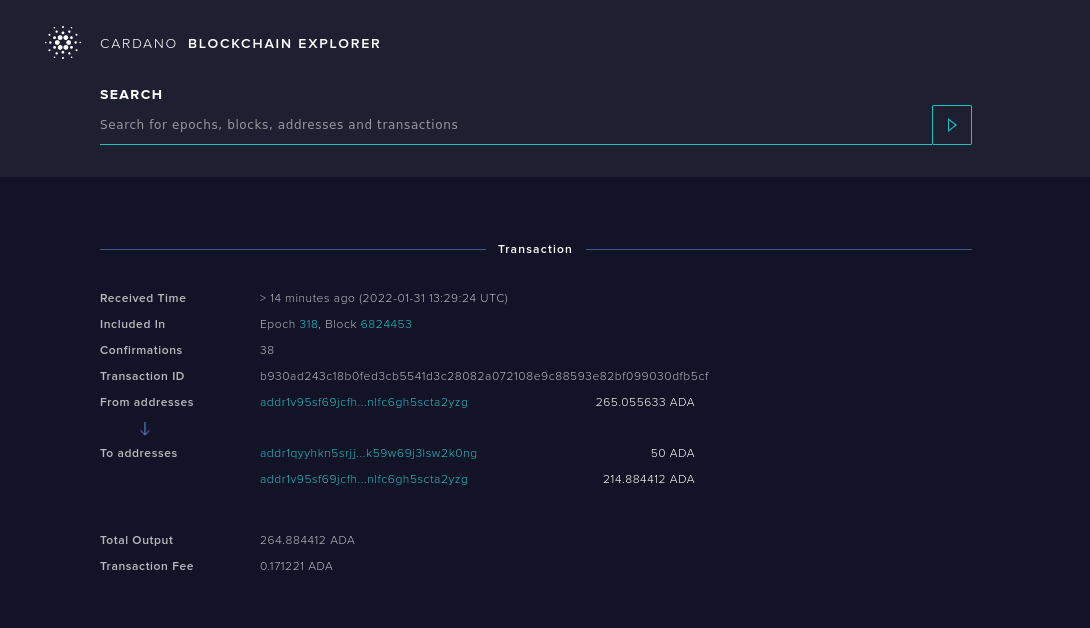 CARDANO BLOCKCHAIN EXPLORER
SEARCH
Search for epochs, blocks, addresses and transactions
Transaction
Received Time > 14 minutes ago (2022-01-31 13:29:24 UTC)
Included In Epoch 318, Block 6824453
Confirmations 38
Transaction ID b930ad243c18b0fed3cb5541d3c28082a072108e9c88593e82bf099030dfb5cf
From addresses addr1v95sf69jcfh...nlfc6gh5scta2yzg 265.055633 ADA
To addresses addr1qyyhkn5srjj...k59w69j3lsw2k0ng 50 ADA
addr1v95sf69jcfh...nlfc6gh5scta2yzg 214.884412 ADA
Total Output 264.884412 ADA
Transaction Fee 0.171221 ADA